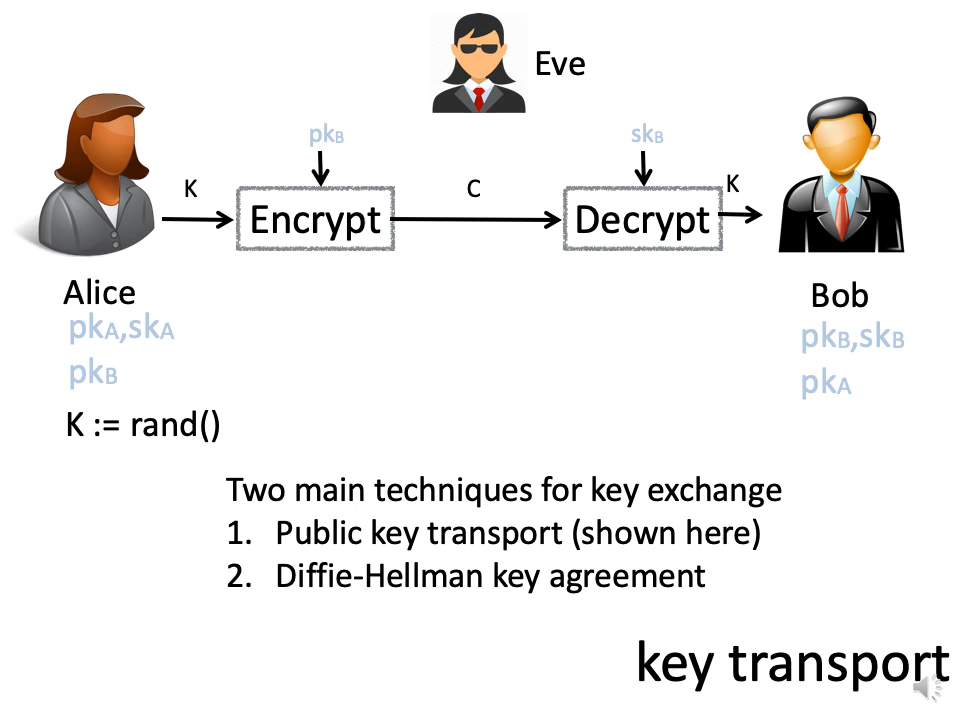 Eve
pkB
skB
K
C
K
Encrypt
Decrypt
Alice
Bob
pkA,skA
pkB
pkB,skB
pkA
K := rand()
Two main techniques for key exchange
1. Public key transport (shown here)
2. Diffie-Hellman key agreement
key transport